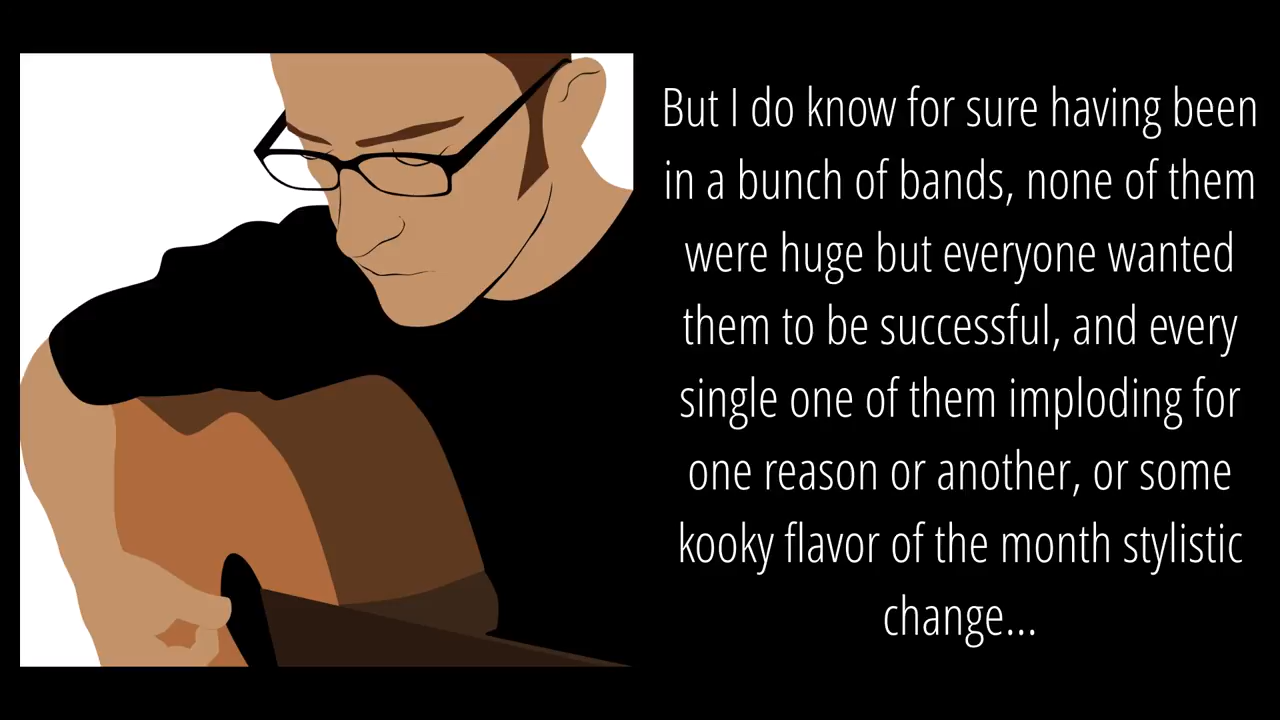 But I do know for sure having been
in a bunch of bands, none of them
were huge but everyone wanted
them to be successful, and every
single one of them imploding for
one reason or another, or some
kooky flavor of the month stylistic
change...